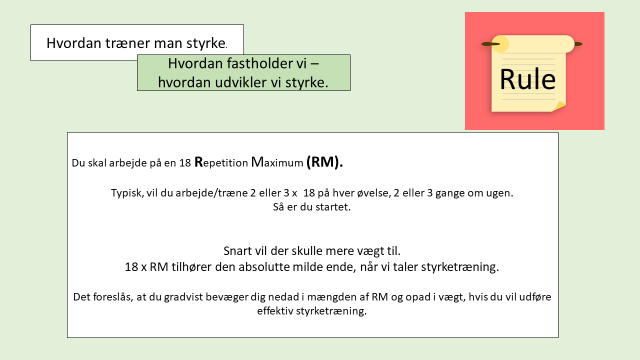 Hvordan træner man styrke.
Hvordan fastholder vi –
hvordan udvikler vi styrke.
Rule
Du skal arbejde på en 18 Repetition Maximum (RM).
Typisk, vil du arbejde/træne 2 eller 3 x 18 på hver øvelse, 2 eller 3 gange om ugen.
Så er du startet.
Snart vil der skulle mere vægt til.
18 x RM tilhører den absolutte milde ende, når vi taler styrketræning.
Det foreslås, at du gradvist bevæger dig nedad i mængden af RM og opad i vægt, hvis du vil udføre
effektiv styrketræning.